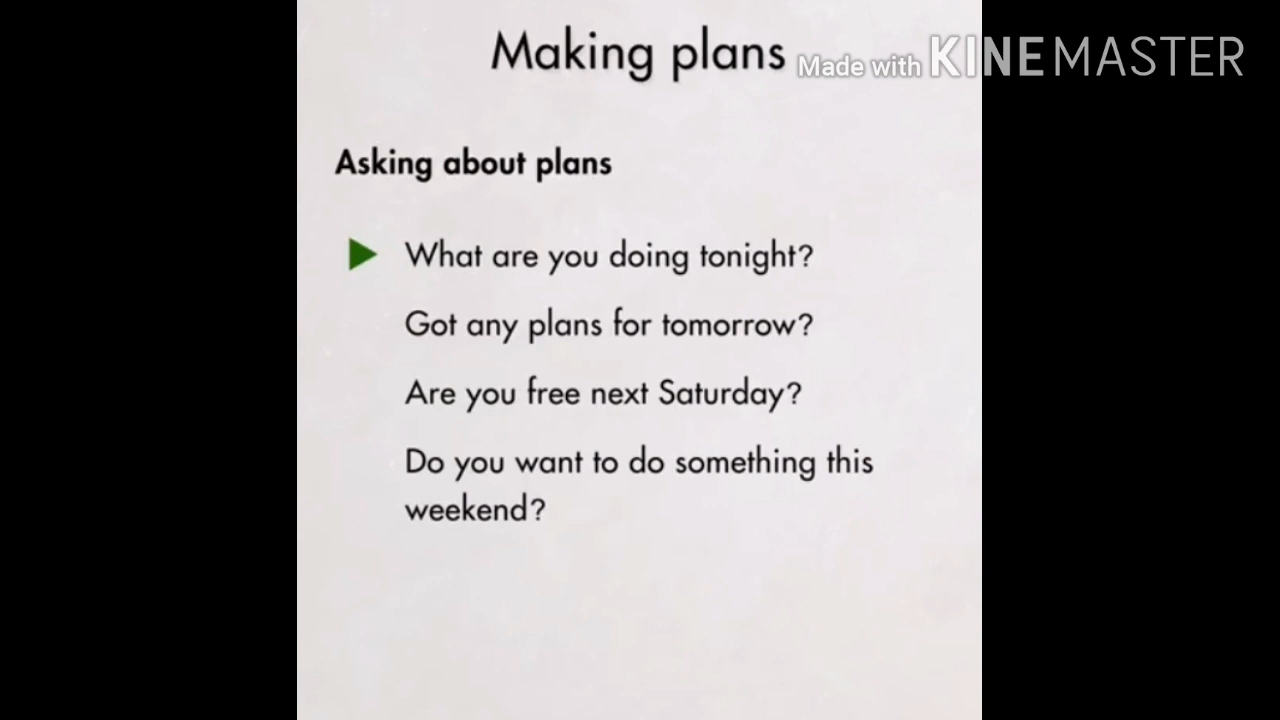 Making plans
Made with KINEMASTER
Asking about plans
What are you doing tonight?
Got any plans for tomorrow?
Are you free next Saturday?
Do you want to do something this
weekend?